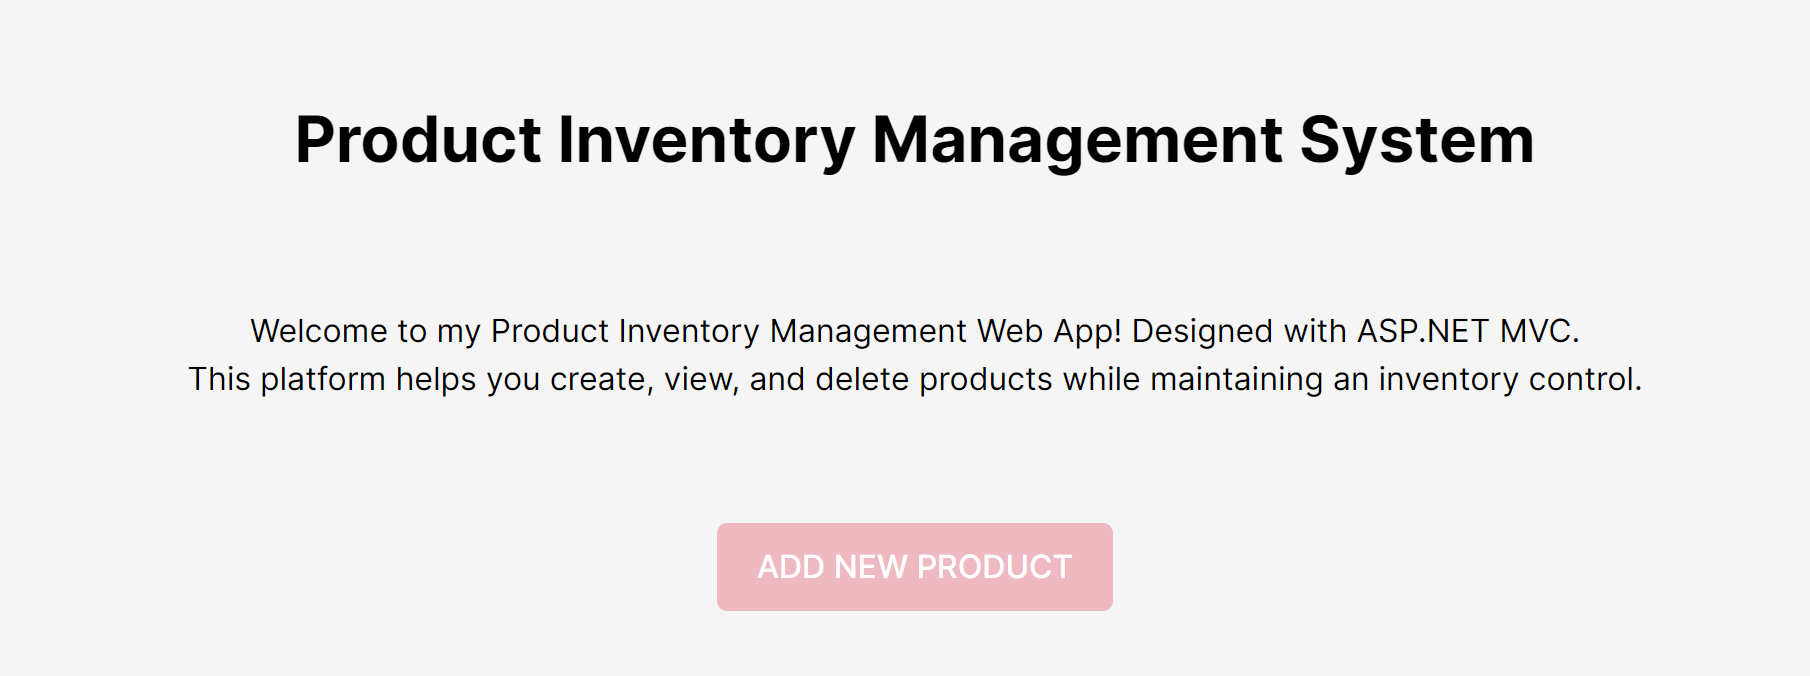 Product Inventory Management System
Welcome to my Product Inventory Management Web App! Designed with ASP.NET MVC.
This platform helps you create, view, and delete products while maintaining an inventory control.
ADD NEW PRODUCT